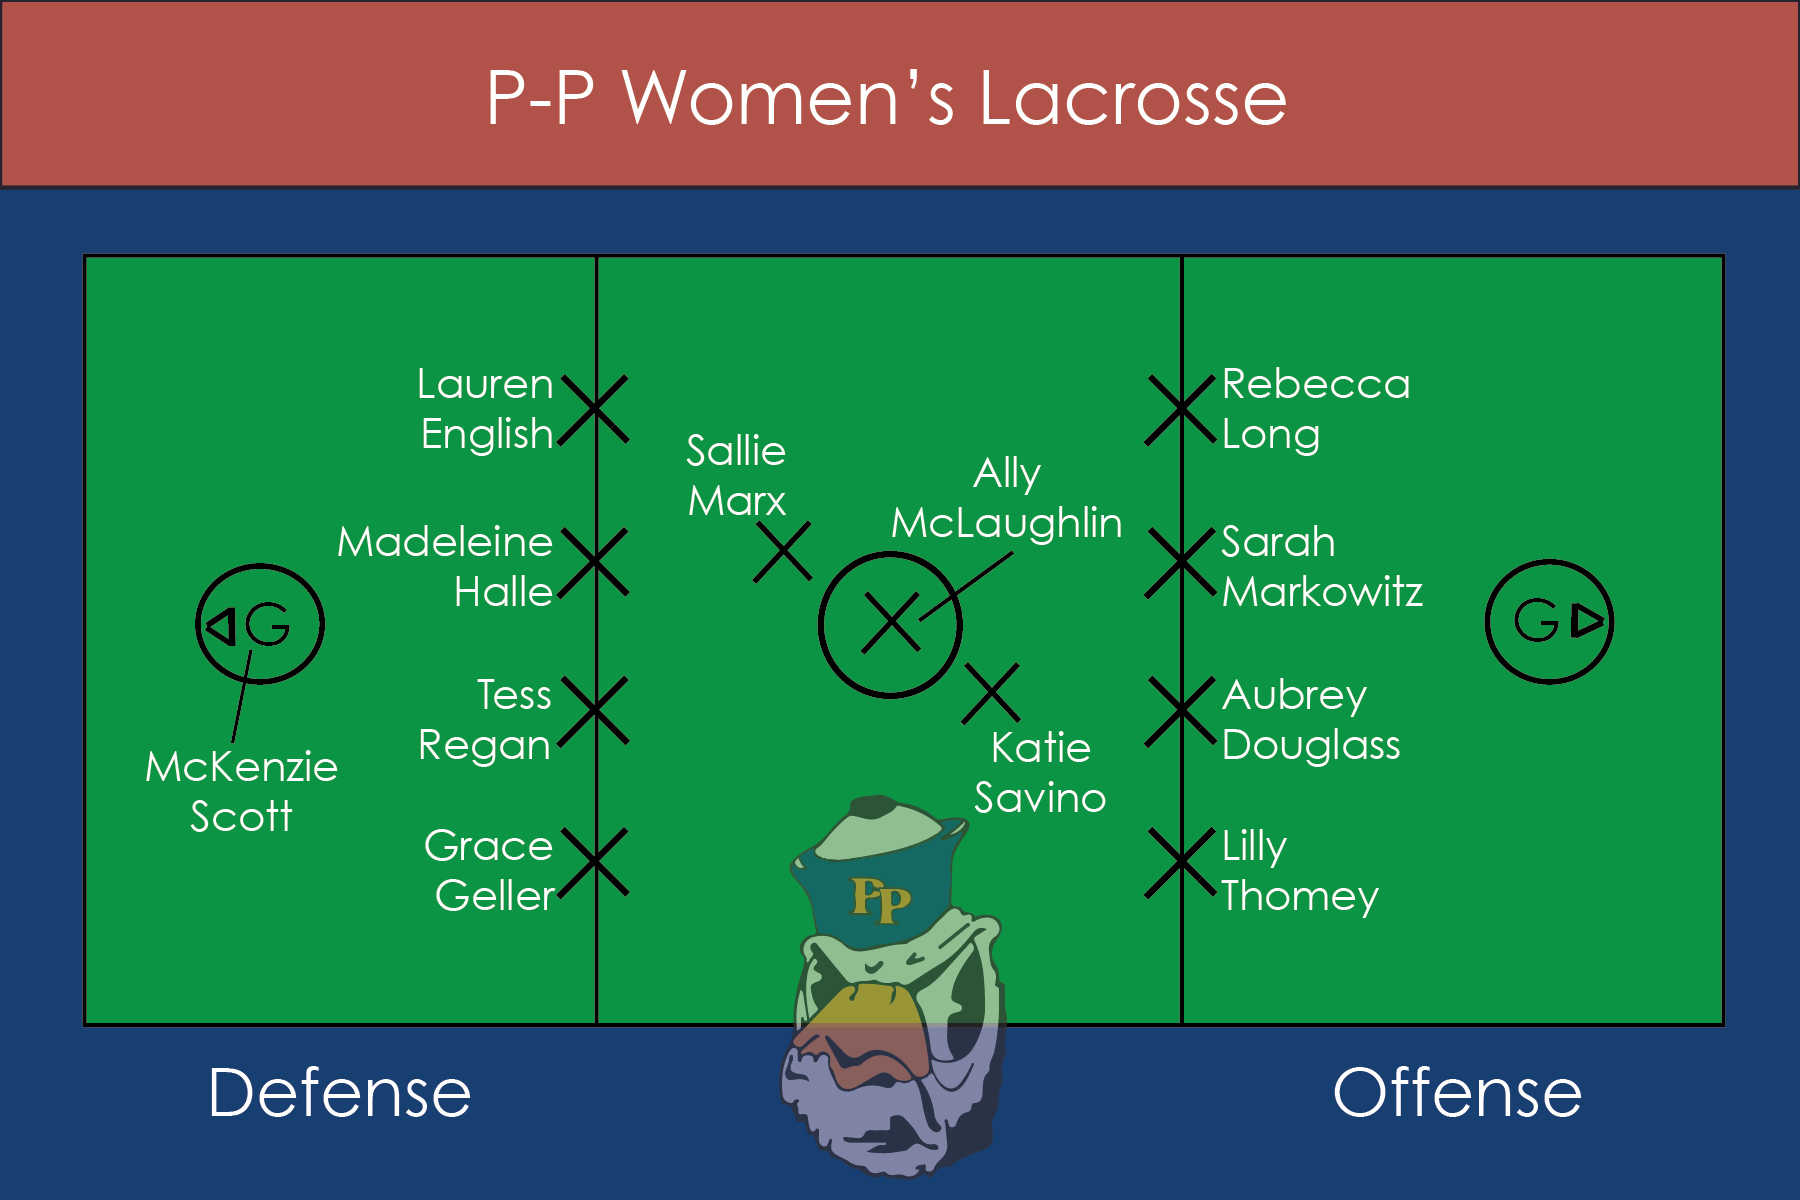 P-P Women's Lacrosse
Lauren
English
Madeleine
Halle
Tess
Regan
Grace
Geller
G
McKenzie
Scott
Sallie
Marx
Ally
McLaughlin
Katie
Savino
PP
Rebecca
Long
Sarah
Markowitz
Aubrey
Douglass
Lilly
Thomey
G
Defense
Offense